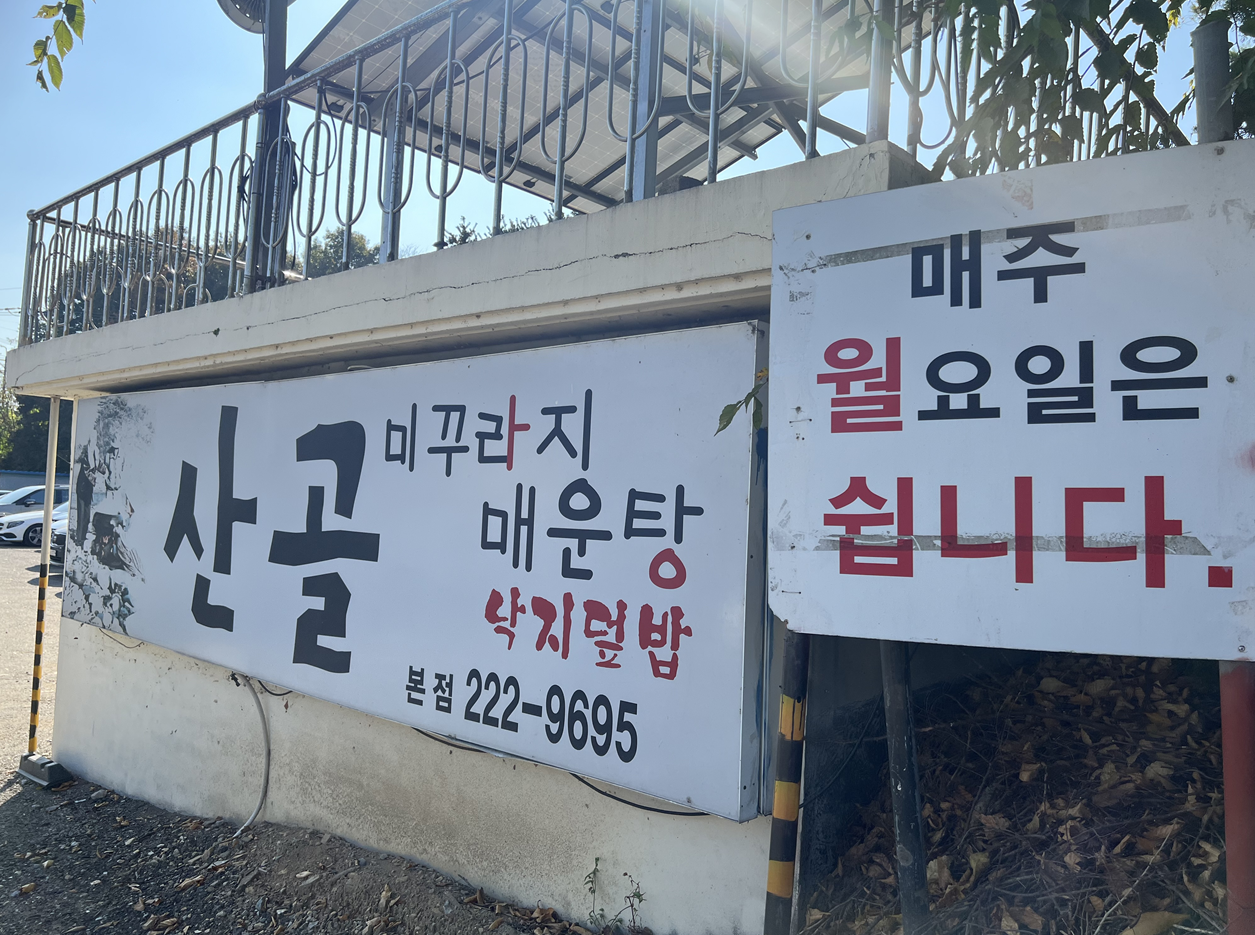 산골
미꾸라지
매운탕
낙지덮밥
본점 222-9695
매주
월요일은
쉽니다.